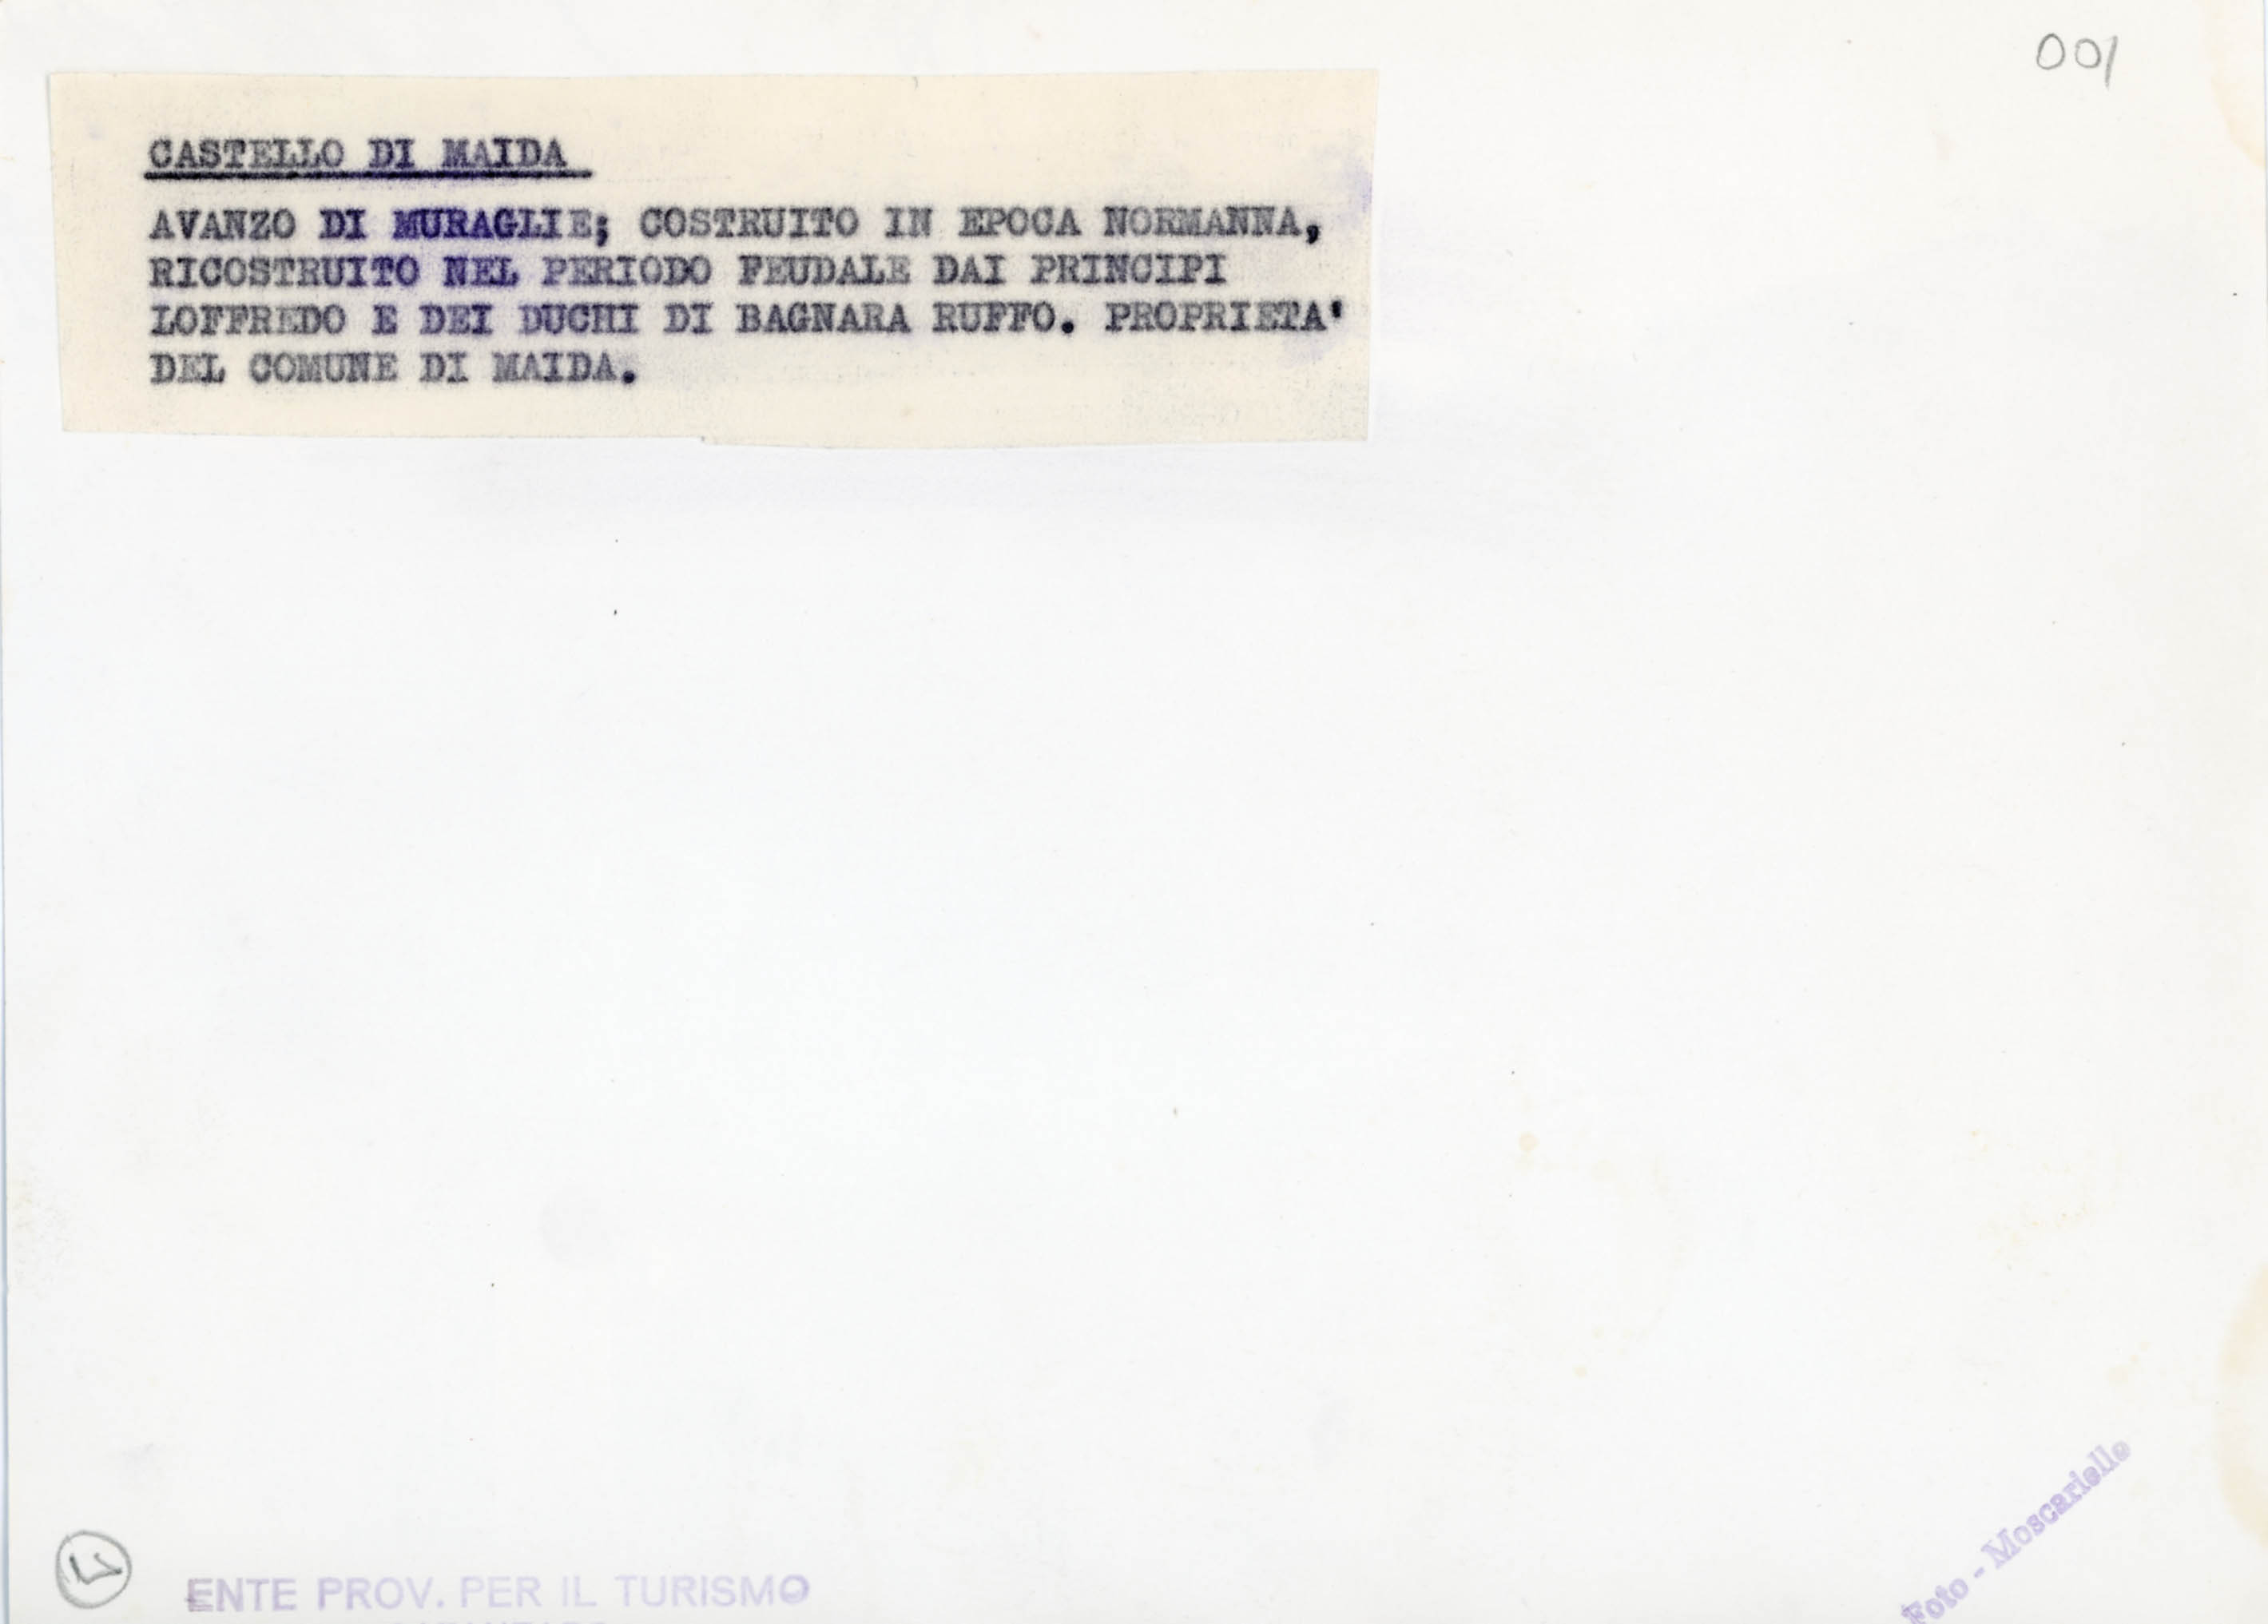 001
CASTELLO DI MAIDA
AVANZO DI MURAGLIE; COSTRUITO IN EPOCA NORMANNA,
RICOSTRUITO NEL PERIODO FEUDALE DAI PRINCIPI
LOFFREDO E DEI DUCHI DI BAGNARA RUFFO. PROPRIETA'
DEL COMUNE DI MAIDA.
ENTE PROV. PER IL TURISMO
Foto - Moscariello